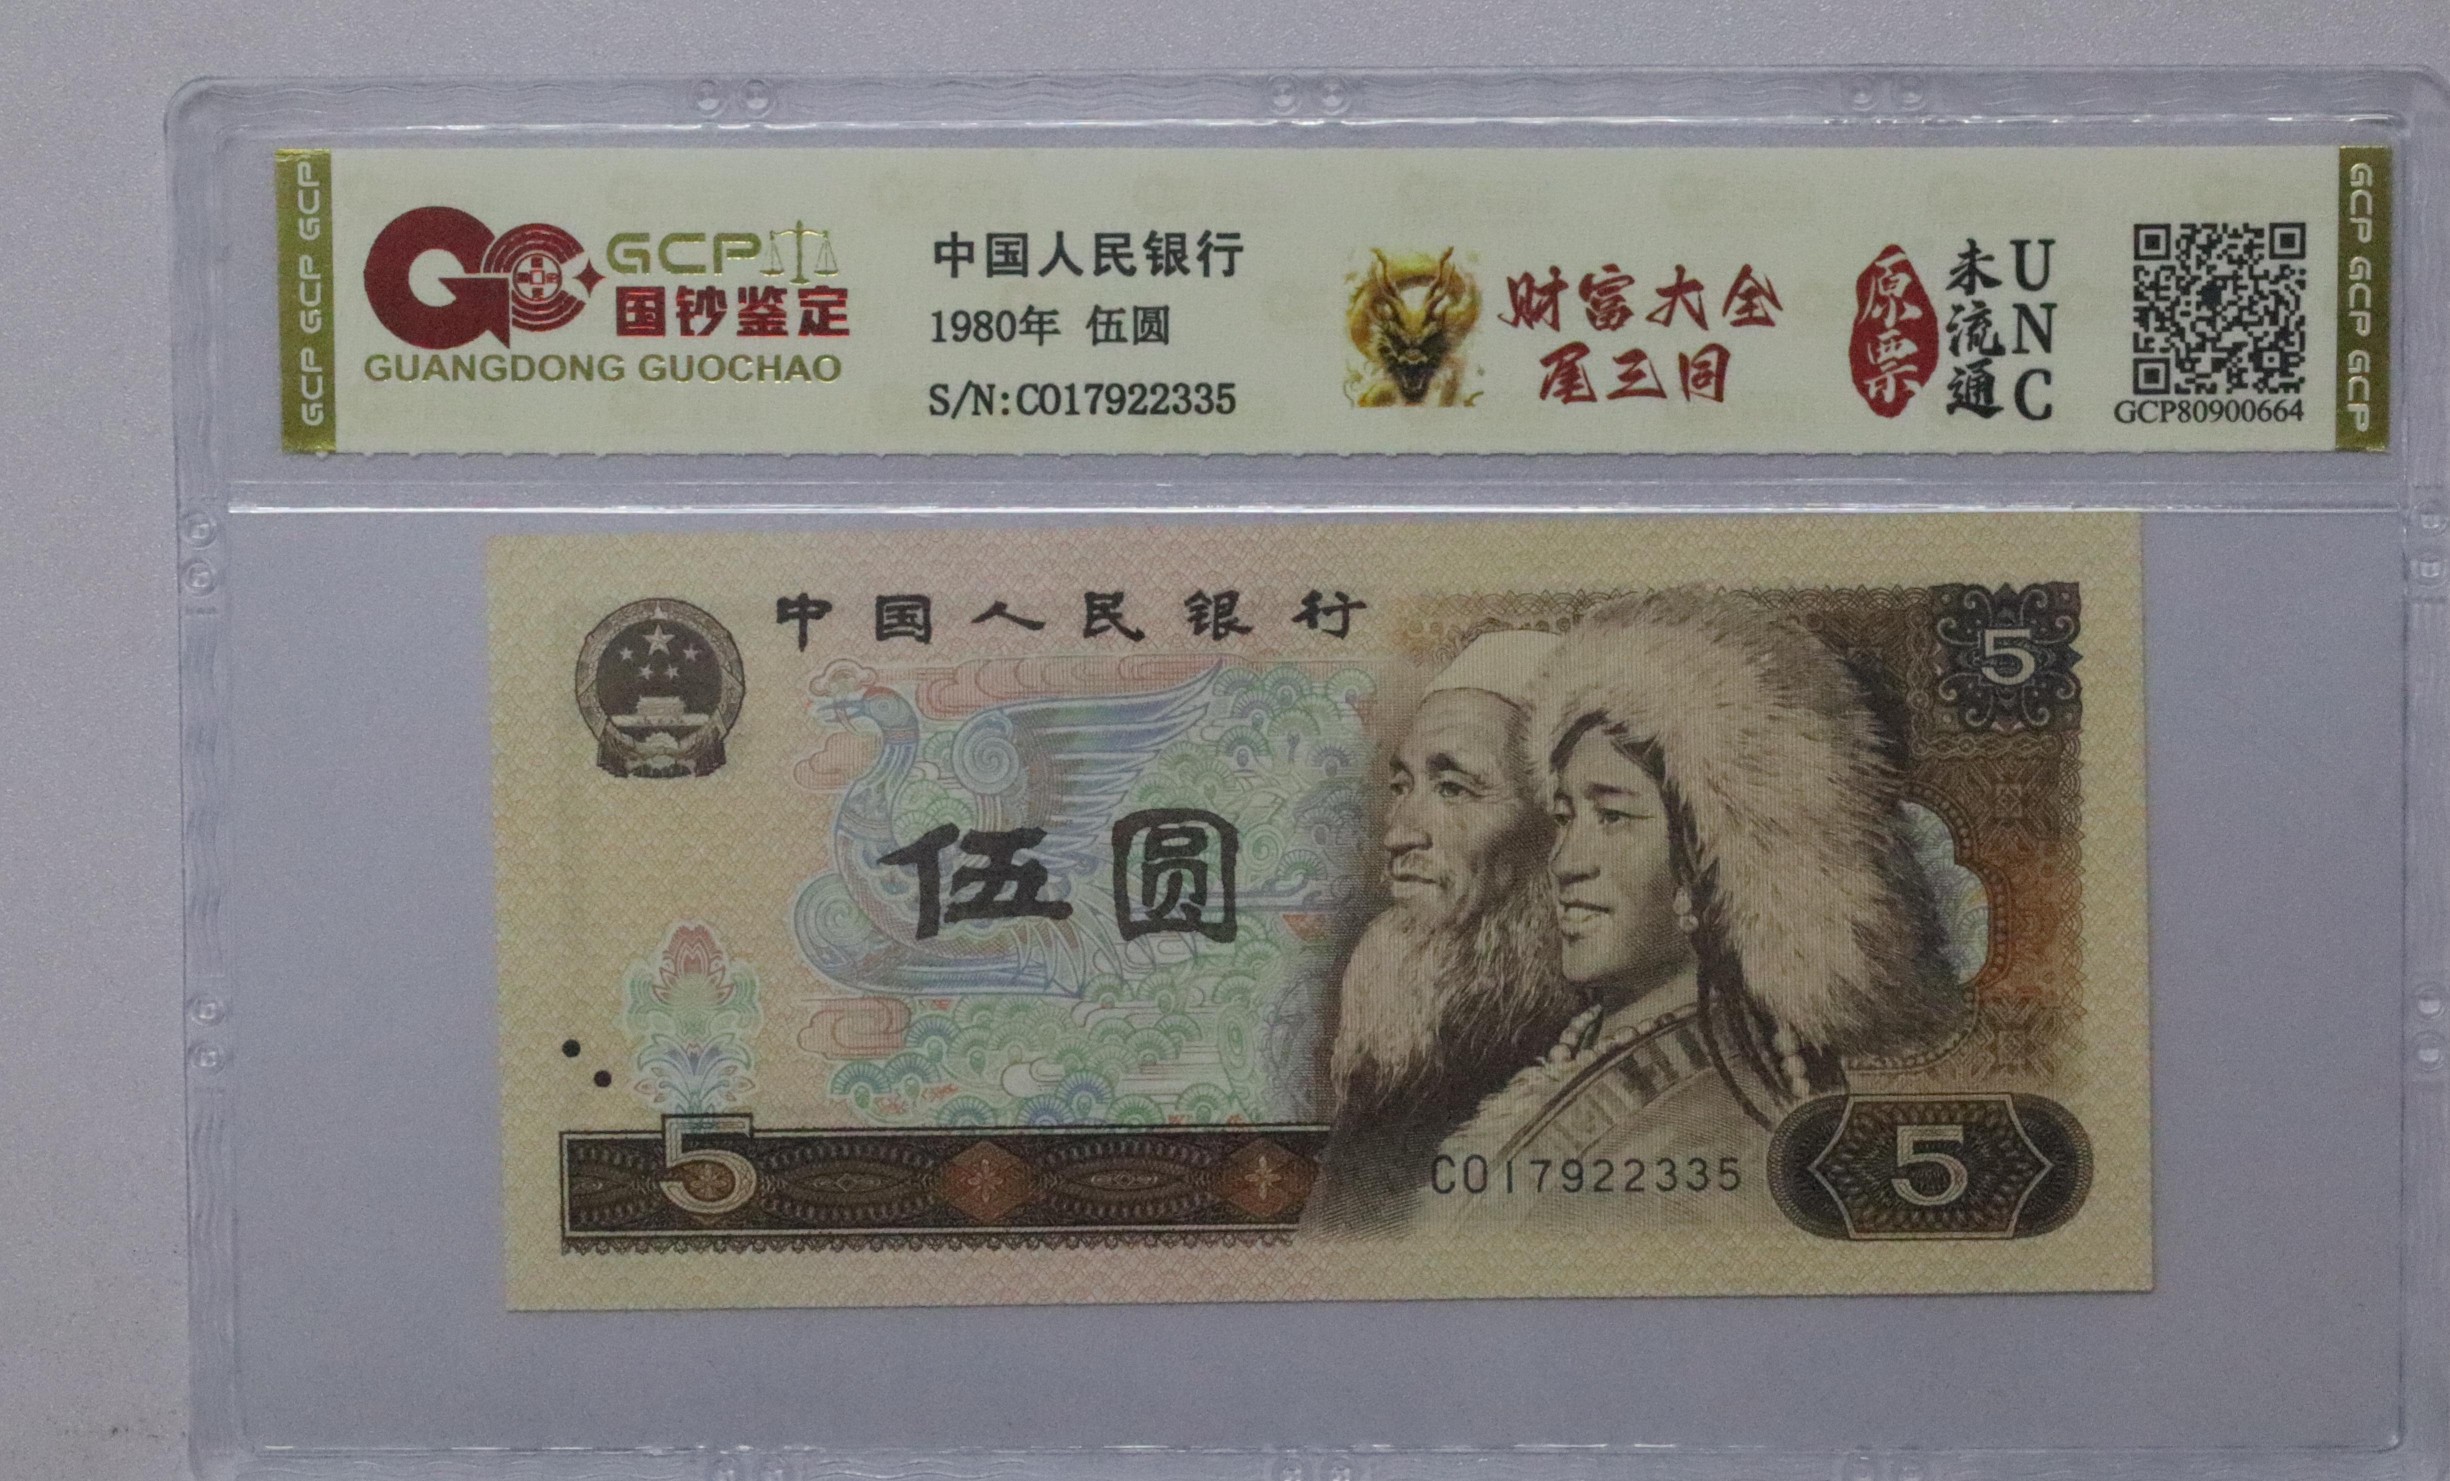 GCP GCP GCP
GCP
国钞鉴定
GUANGDONG GUOCHAO
中国人民银行
1980年 伍圆
S/N:CO17922335
财富大全
尾三同
原票
未流通
UNC
GCP80900664
GCP GCP GCP
中国人民银行
5
伍圆
5
CO17922335
5